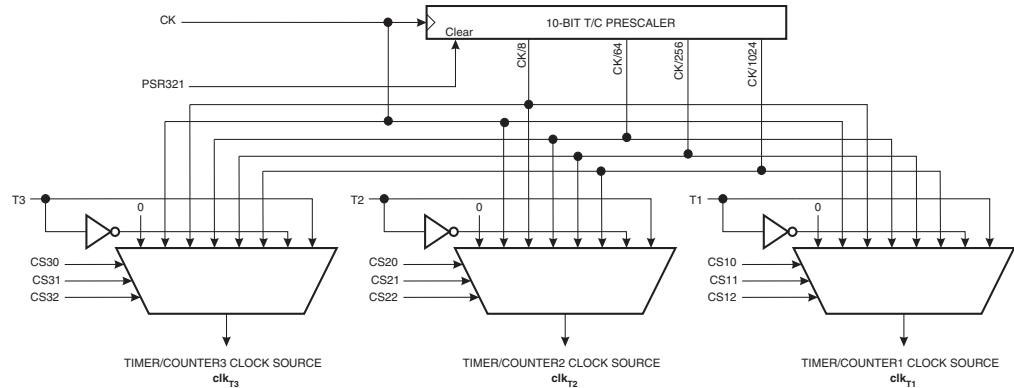 CK
10-BIT T/C PRESCALER
Clear
CK/8
CK/64
CK/256
CK/1024
PSR321
T3
0
T2
0
T1
0
CS30
CS31
CS32
CS20
CS21
CS22
CS10
CS11
CS12
TIMER/COUNTER3 CLOCK SOURCE
clkT3
TIMER/COUNTER2 CLOCK SOURCE
clkT2
TIMER/COUNTER1 CLOCK SOURCE
clkT1